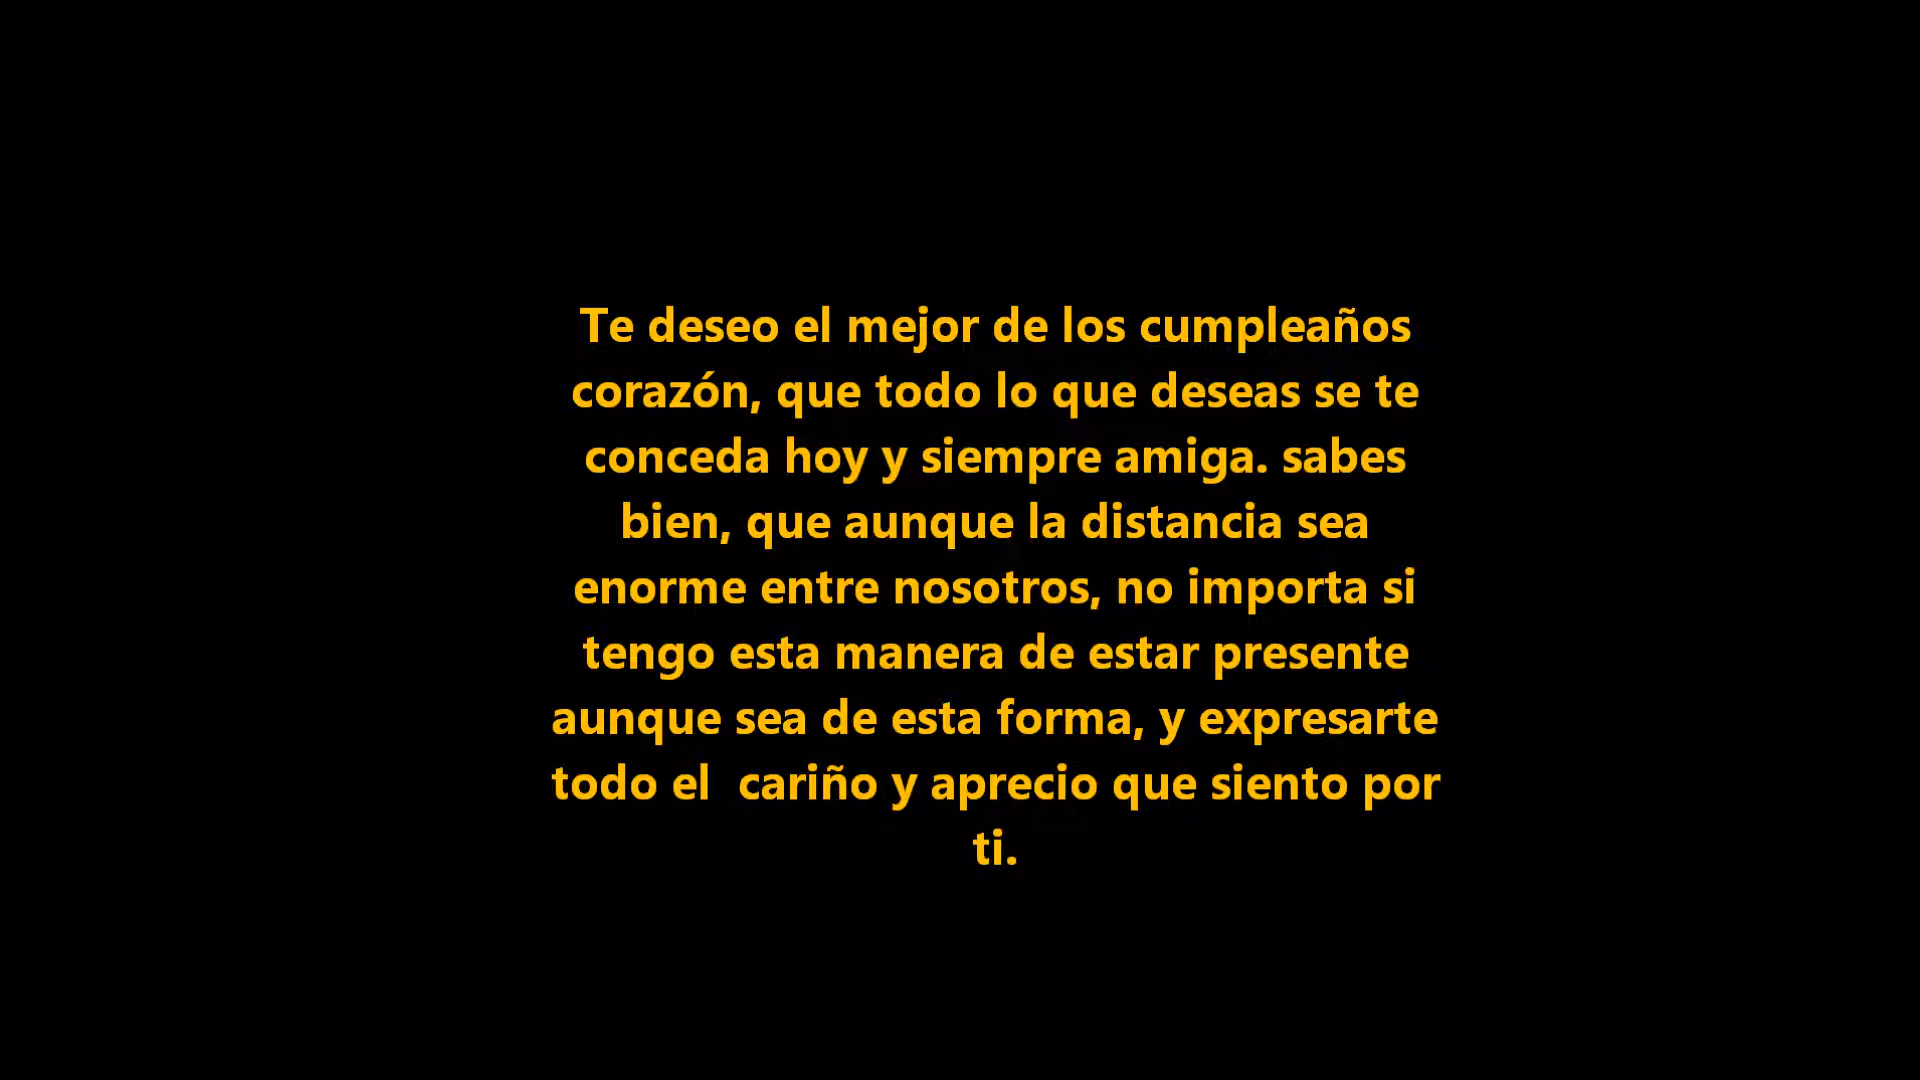 Te deseo el mejor de los cumpleaños
corazón, que todo lo que deseas se te
conceda hoy y siempre amiga. sabes
bien, que aunque la distancia sea
enorme entre nosotros, no importa si
tengo esta manera de estar presente
aunque sea de esta forma, y expresarte
todo el  cariño y aprecio que siento por
ti.